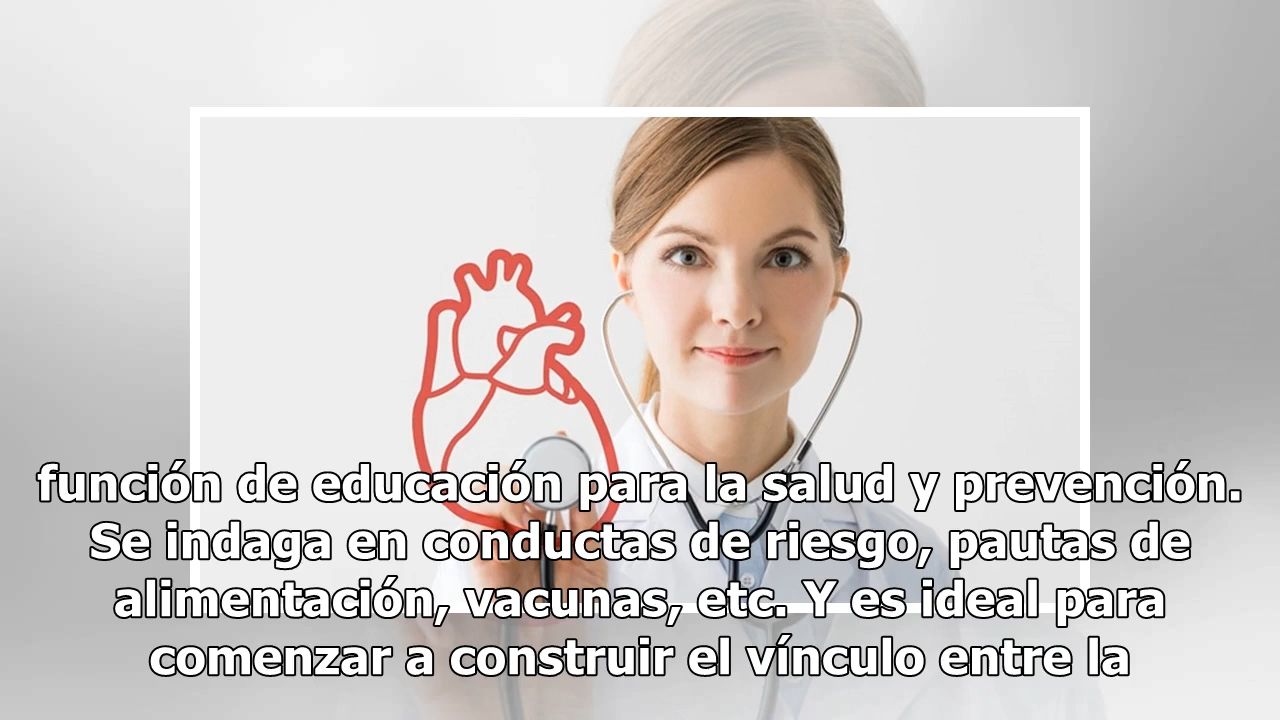 función de educación para la salud y prevención.
Se indaga en conductas de riesgo, pautas de
alimentación, vacunas, etc. Y es ideal para
comenzar a construir el vínculo entre la